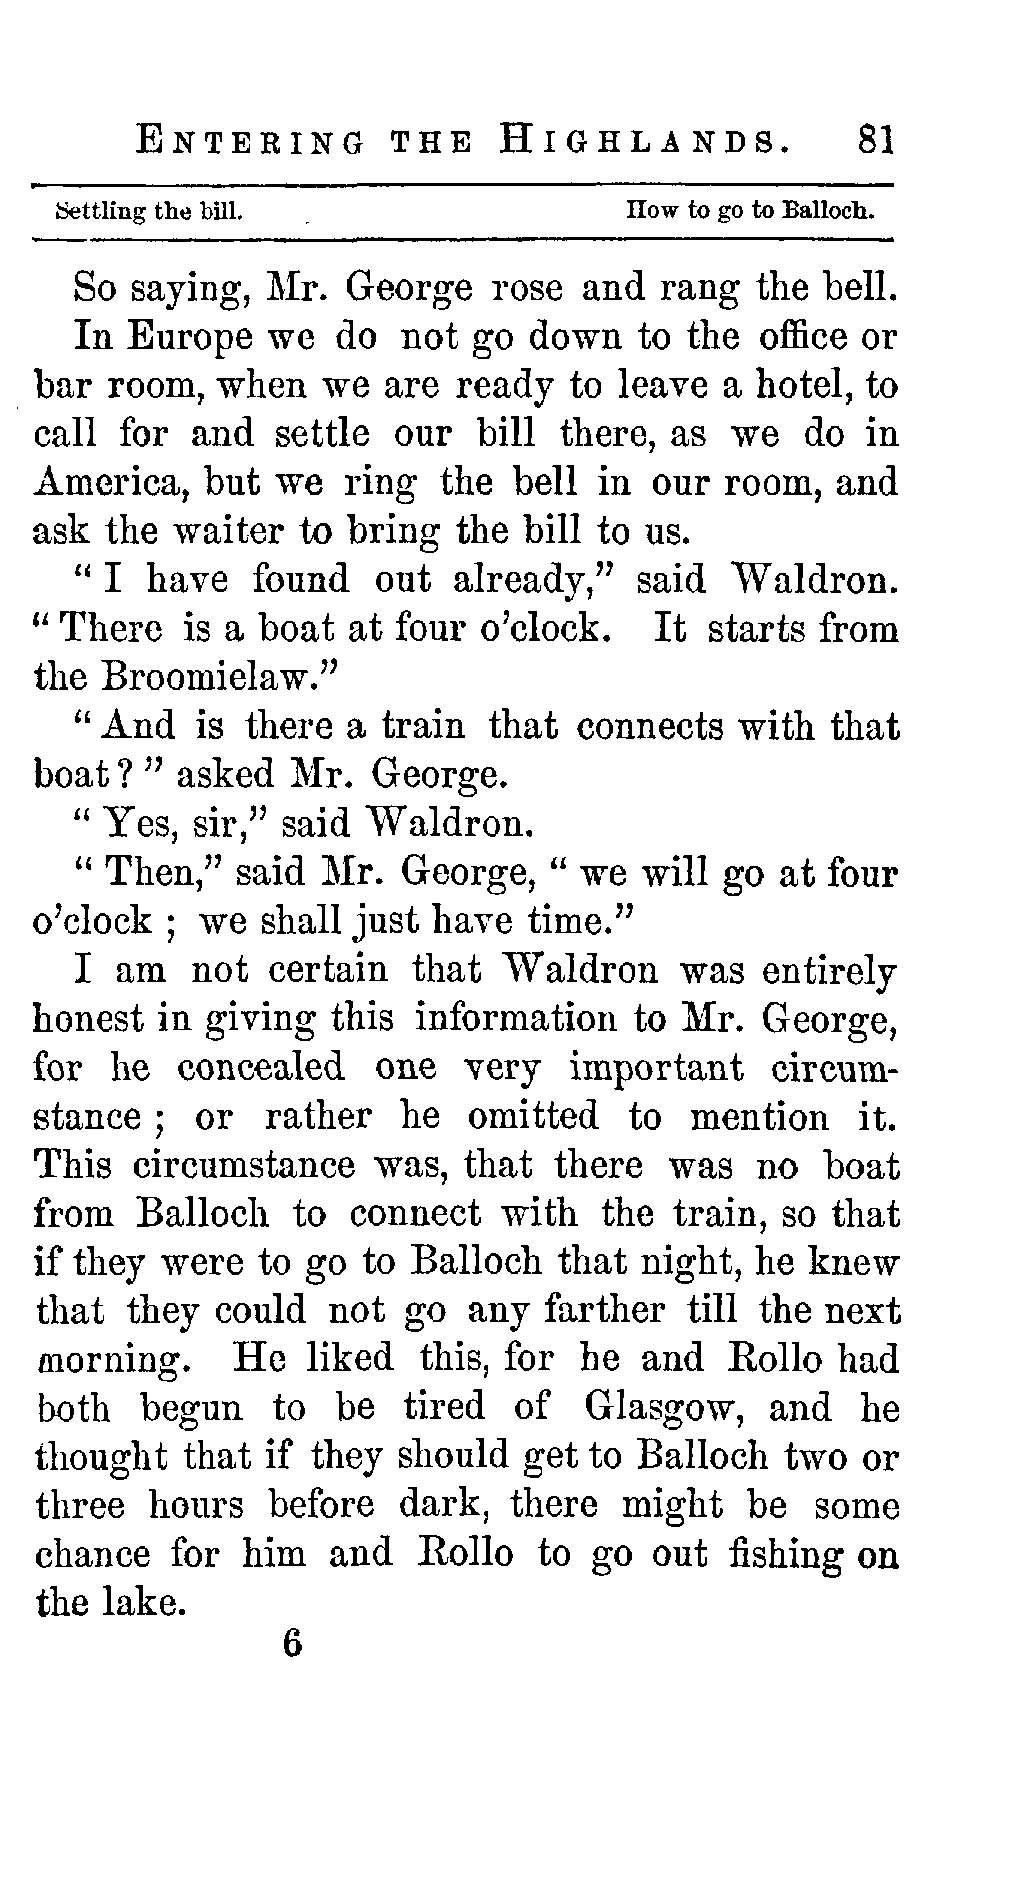 ENTERING THE HIGHLANDS. 81
Settling the bill. How to go to Balloch.
So saying, Mr. George rose and rang the bell.
In Europe we do not go down to the office or
bar room, when we are ready to leave a hotel, to
call for and settle our bill there, as we do in
America, but we ring the bell in our room, and
ask the waiter to bring the bill to us.
“ I have found out already,” said Waldron.
“ There is a boat at four o’clock. It starts from
the Broomielaw.”
“ And is there a train that connects with that
boat ? ” asked Mr. George.
“ Yes, sir,” said Waldron.
“ Then,” said Mr. George, “ we will go at four
o’clock ; we shall just have time.”
I am not certain that Waldron was entirely
honest in giving this information to Mr. George,
for he concealed one very important circum-
stance ; or rather he omitted to mention it.
This circumstance was, that there was no boat
from Balloch to connect with the train, so that
if they were to go to Balloch that night, he knew
that they could not go any farther till the next
morning. He liked this, for he and Rollo had
both begun to be tired of Glasgow, and he
thought that if they should get to Balloch two or
three hours before dark, there might be some
chance for him and Rollo to go out fishing on
the lake.
6